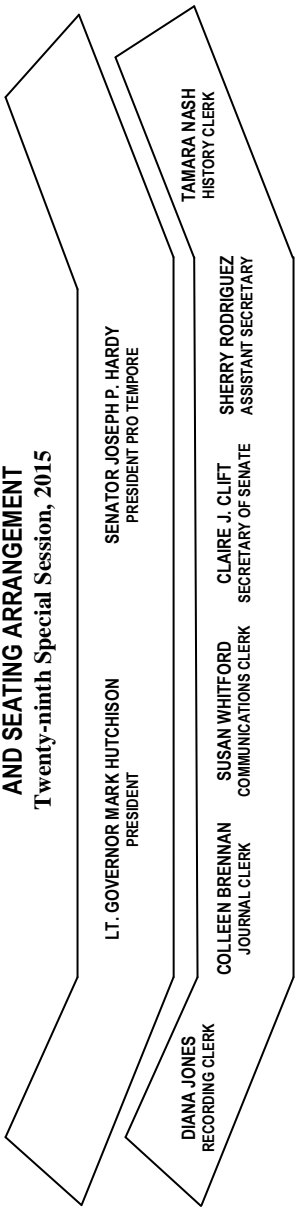 AND SEATING ARRANGEMENT
Twenty-ninth Special Session, 2015
LT. GOVERNOR MARK HUTCHISON
PRESIDENT
SENATOR JOSEPH P. HARDY
PRESIDENT PRO TEMPORE
DIANA JONES
RECORDING CLERK
COLLEEN BRENNAN
JOURNAL CLERK
SUSAN WHITFORD
COMMUNICATIONS CLERK
CLAIRE J. CLIFT
SECRETARY OF SENATE
SHERRY RODRIGUEZ
ASSISTANT SECRETARY
TAMARA NASH
HISTORY CLERK